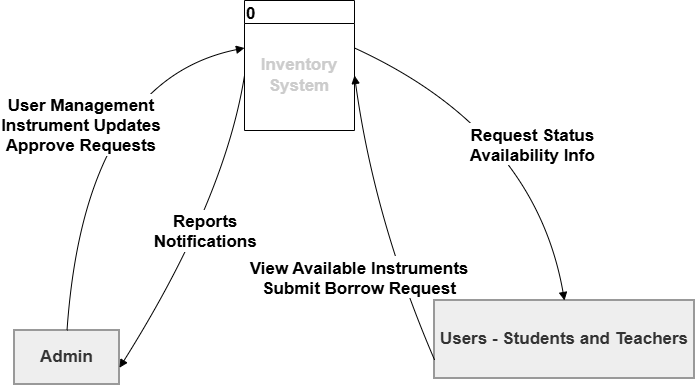 0
Inventory
System
User Management
Instrument Updates
Approve Requests
Request Status
Availability Info
Reports
Notifications
View Available Instruments
Submit Borrow Request
Admin
Users - Students and Teachers